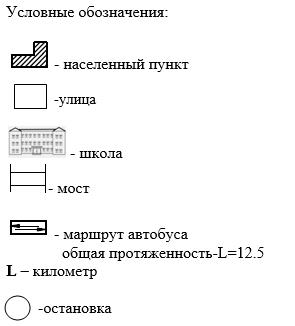 Условные обозначения:
- населенный пункт
-улица
- школа
- мост
- маршрут автобуса
общая протяженность-L=12.5
L – километр
-остановка